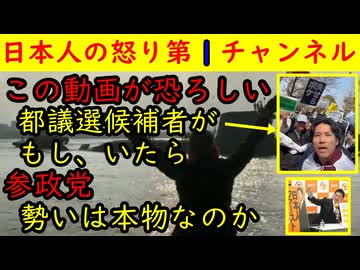 日本人の怒り第1チャンネル
この動画が恐ろしい
都議選候補者が
もし、いたら
参政党
勢いは本物なのか